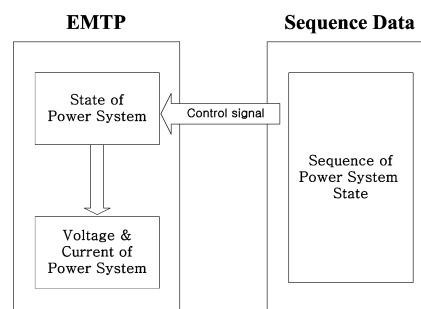 EMTP
Sequence Data
State of
Power System
Control signal
Sequence of
Power System
State
Voltage &
Current of
Power System